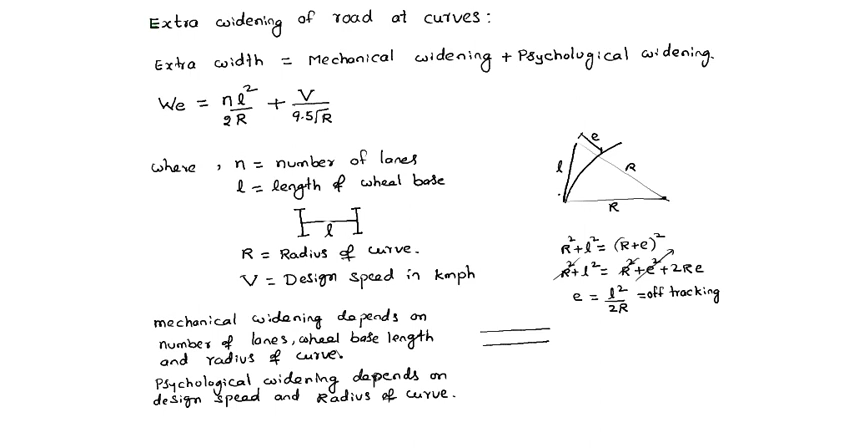 Extra widening of road at curves:
Extra width = Mechanical widening + Psychological widening.
We = nl²/2R + V/9.5√R
where, n = number of lanes
l = length of wheel base
l
R = Radius of curve.
V = Design speed in kmph
mechanical widening depends on
number of lanes, wheel base length
and radius of curve.
Psychological widening depends on
design speed and Radius of curve.
e
l
R
R
R²+l² = (R+e)²
R²+l² = R²+e²+2Re
e = l²/2R = off tracking